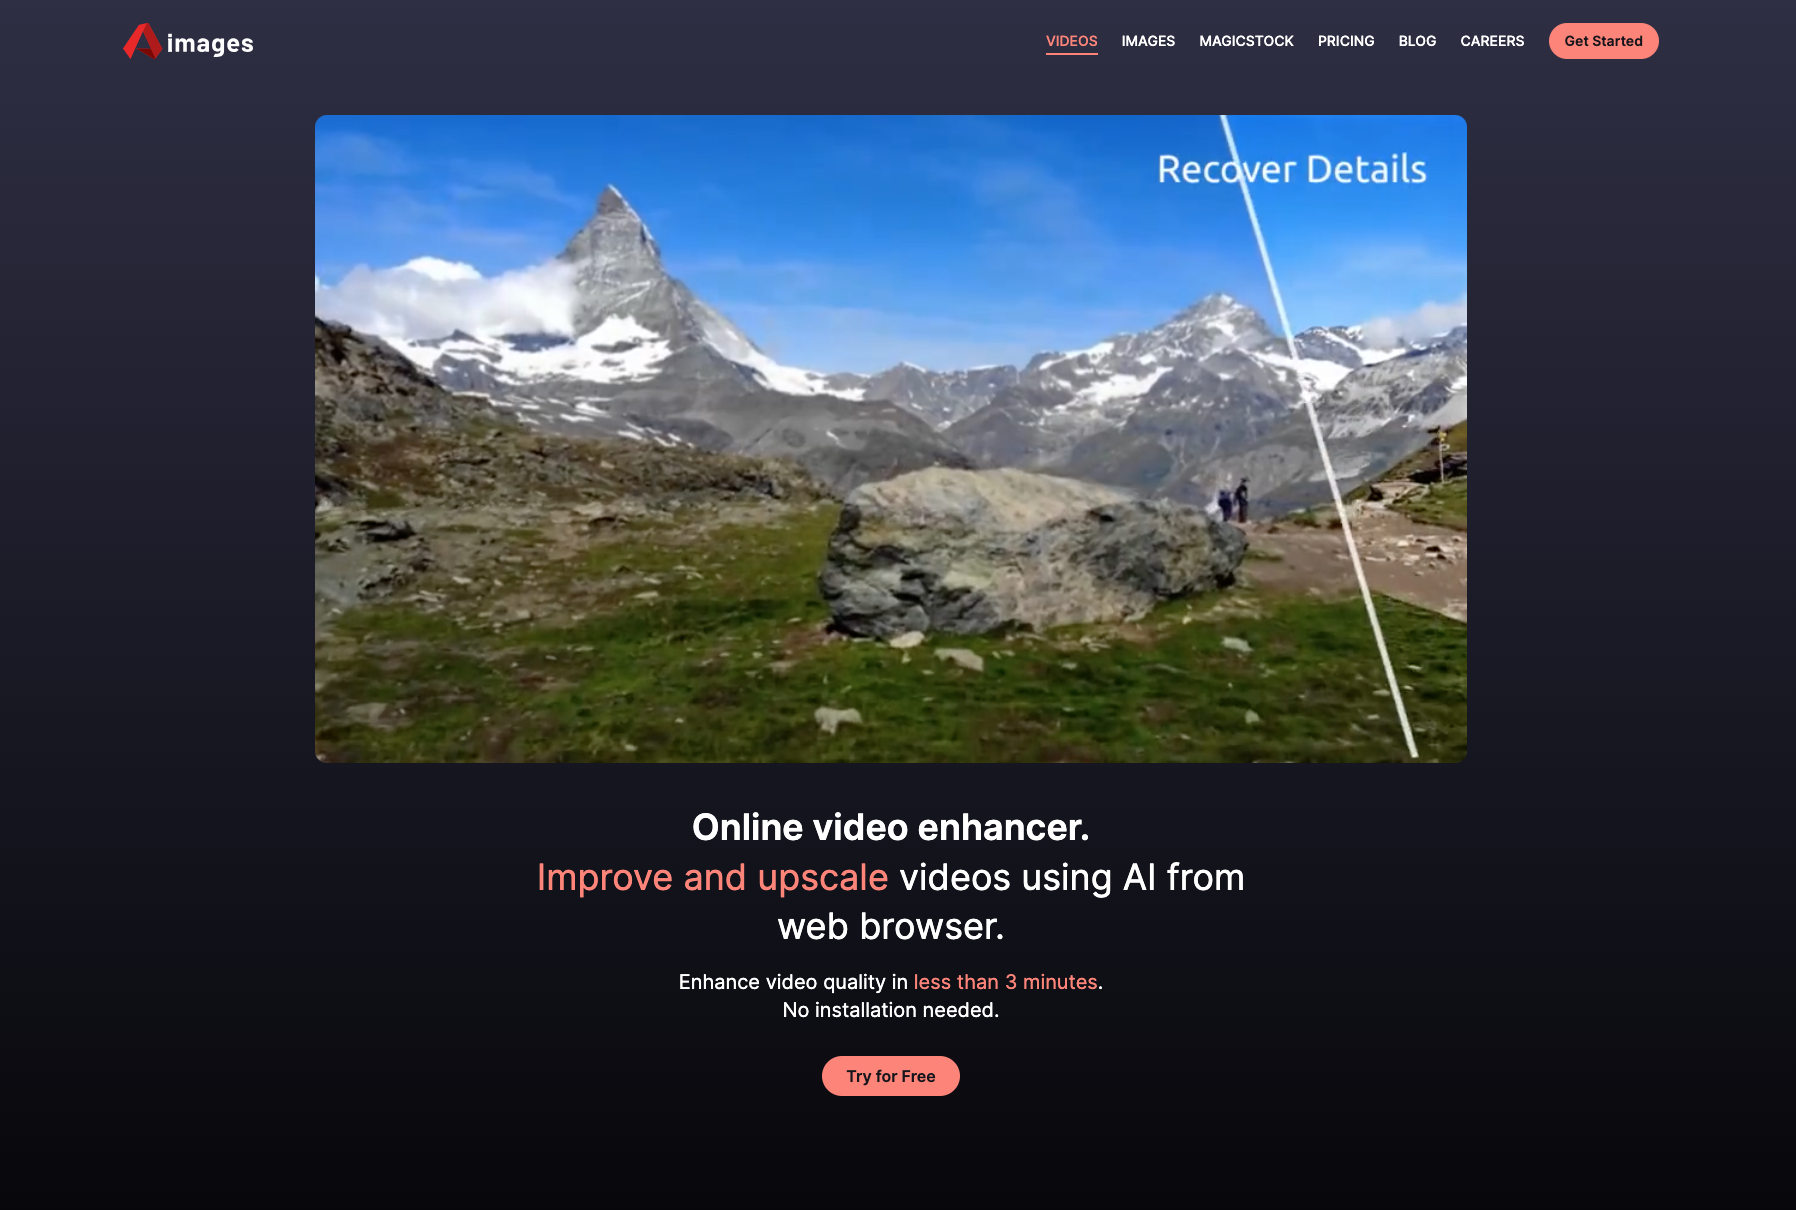 images
VIDEOS
IMAGES
MAGICSTOCK
PRICING
BLOG
CAREERS
Get Started
Recover Details
Online video enhancer.
Improve and upscale videos using AI from
web browser.
Enhance video quality in less than 3 minutes.
No installation needed.
Try for Free